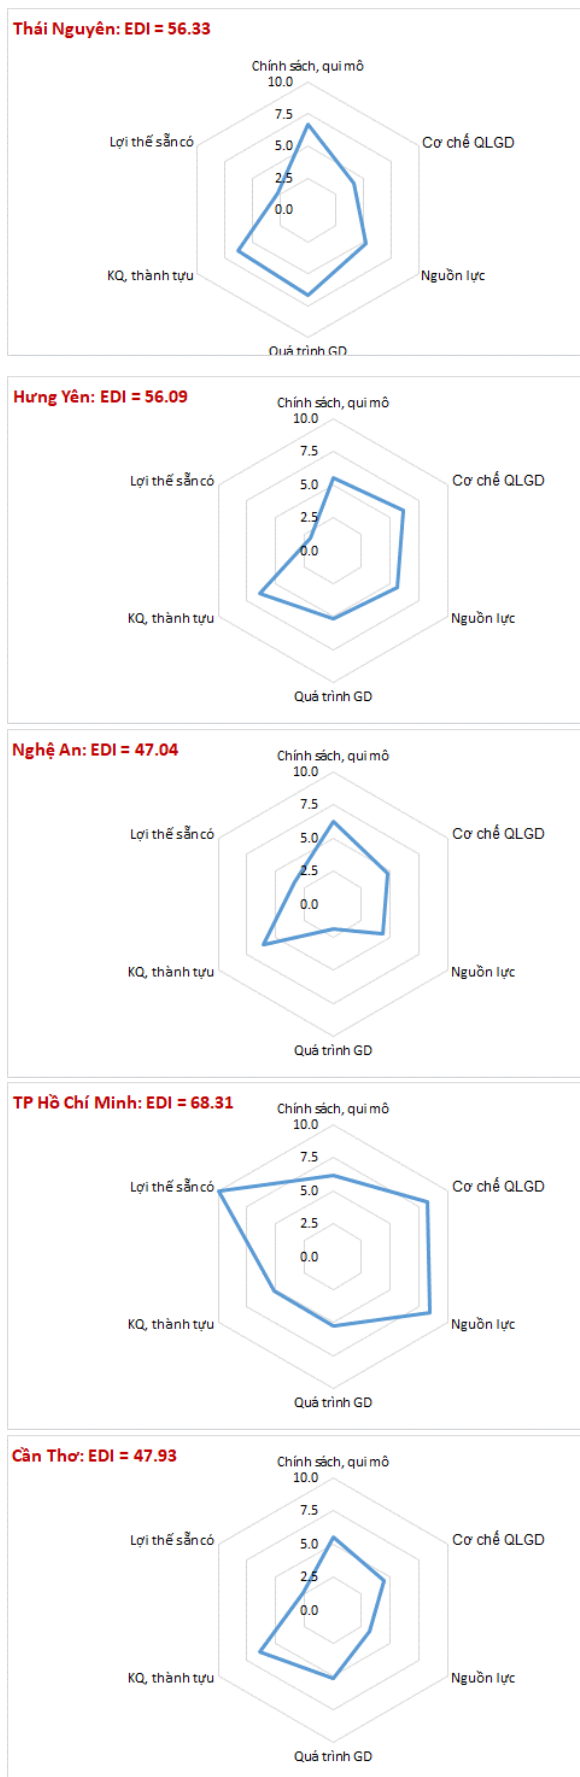 Thái Nguyên: EDI = 56.33
Chính sách, qui mô
10.0
7.5
5.0
2.5
0.0
Cơ chế QLGD
Nguồn lực
Quá trình GD
KQ, thành tựu
Lợi thế sẵn có
Hưng Yên: EDI = 56.09
Chính sách, qui mô
10.0
7.5
5.0
2.5
0.0
Cơ chế QLGD
Nguồn lực
Quá trình GD
KQ, thành tựu
Lợi thế sẵn có
Nghệ An: EDI = 47.04
Chính sách, qui mô
10.0
7.5
5.0
2.5
0.0
Cơ chế QLGD
Nguồn lực
Quá trình GD
KQ, thành tựu
Lợi thế sẵn có
TP Hồ Chí Minh: EDI = 68.31
Chính sách, qui mô
10.0
7.5
5.0
2.5
0.0
Cơ chế QLGD
Nguồn lực
Quá trình GD
KQ, thành tựu
Lợi thế sẵn có
Cần Thơ: EDI = 47.93
Chính sách, qui mô
10.0
7.5
5.0
2.5
0.0
Cơ chế QLGD
Nguồn lực
Quá trình GD
KQ, thành tựu
Lợi thế sẵn có